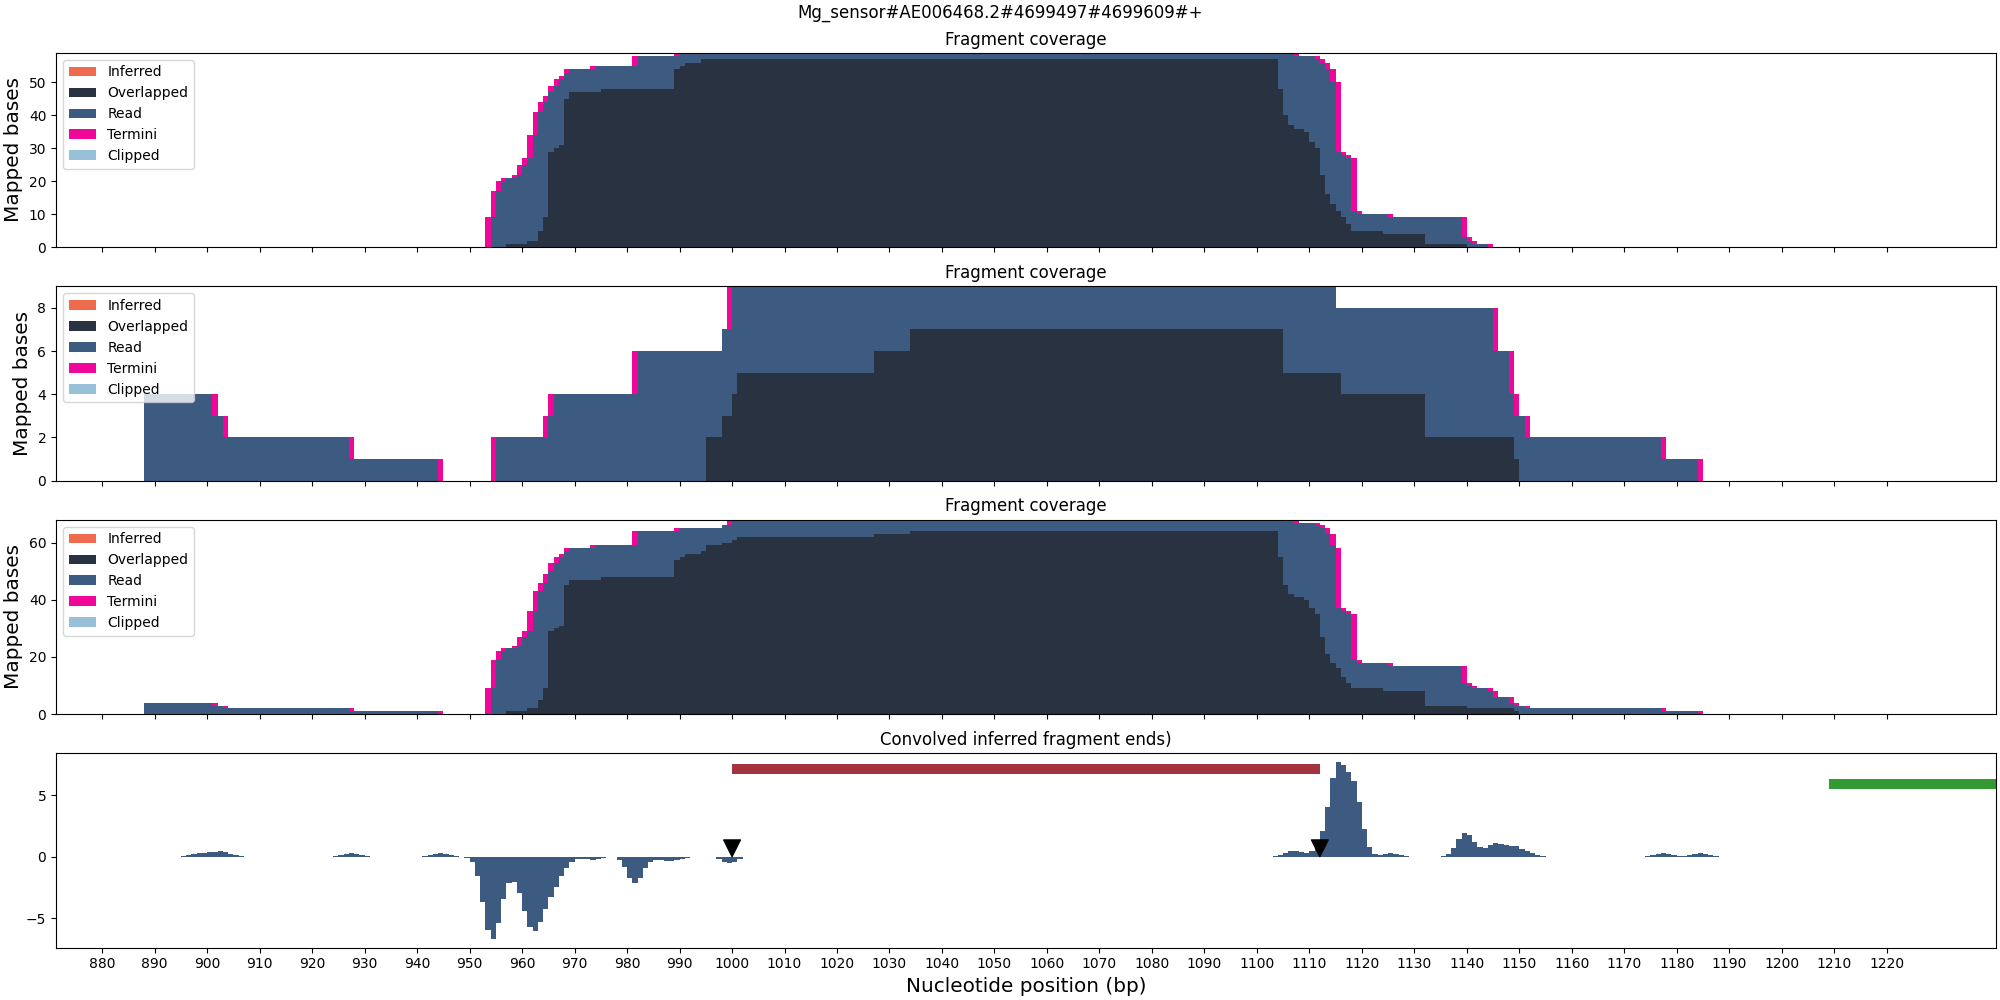 Mg_sensor#AE006468.2#4699497#4699609#+
Fragment coverage
Mapped bases
50
40
30
20
10
0
Inferred
Overlapped
Read
Termini
Clipped
Fragment coverage
Mapped bases
8
6
4
2
0
Inferred
Overlapped
Read
Termini
Clipped
Fragment coverage
Mapped bases
60
40
20
0
Inferred
Overlapped
Read
Termini
Clipped
Convolved inferred fragment ends)
5
0
−5
880 890 900 910 920 930 940 950 960 970 980 990 1000 1010 1020 1030 1040 1050 1060 1070 1080 1090 1100 1110 1120 1130 1140 1150 1160 1170 1180 1190 1200 1210 1220
Nucleotide position (bp)